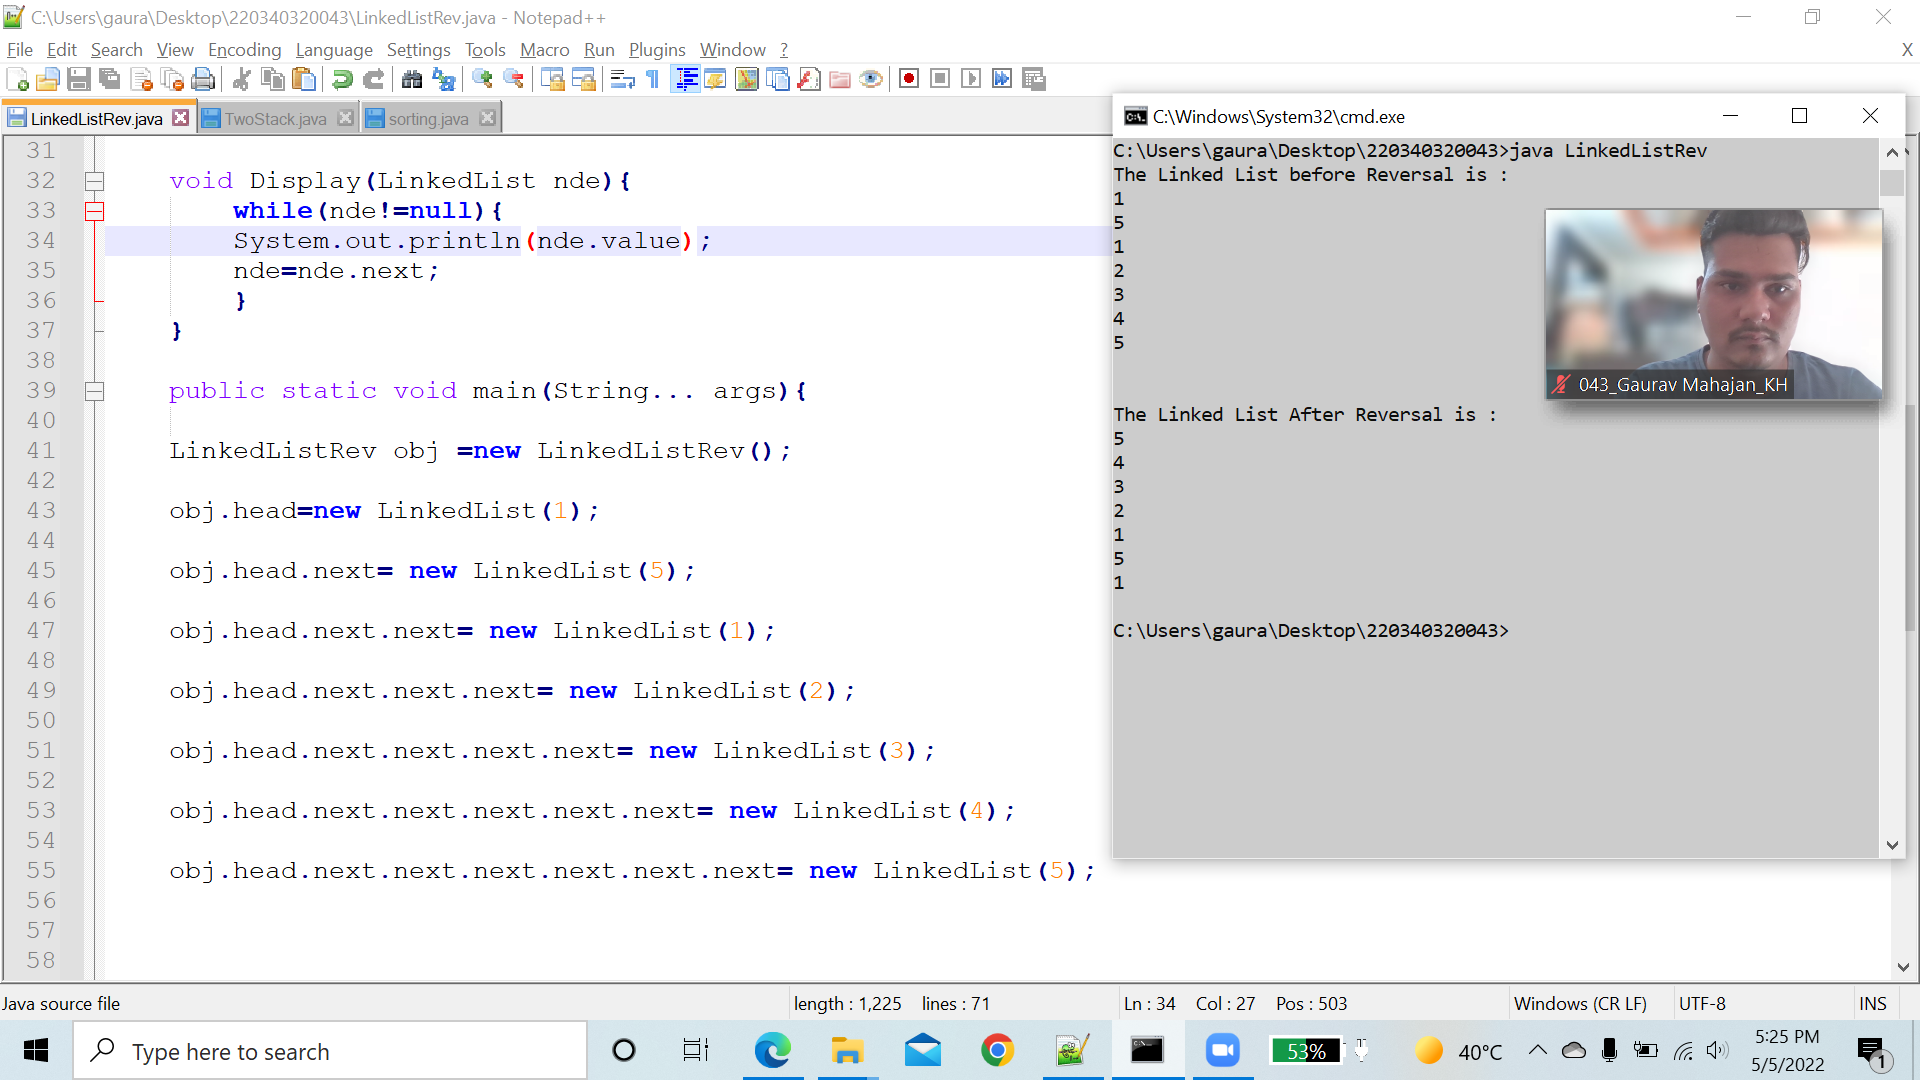 C:\Users\gaura\Desktop\220340320043\LinkedListRev.java - Notepad++
File Edit Search View Encoding Language Settings Tools Macro Run Plugins Window ? X
LinkedListRev.java TwoStack.java sorting.java
31
32 void Display(LinkedList nde){
33 while(nde!=null){
34 System.out.println(nde.value);
35 nde=nde.next;
36 }
37 }
38
39 public static void main(String... args){
40
41 LinkedListRev obj =new LinkedListRev();
42
43 obj.head=new LinkedList(1);
44
45 obj.head.next= new LinkedList(5);
46
47 obj.head.next.next= new LinkedList(1);
48
49 obj.head.next.next.next= new LinkedList(2);
50
51 obj.head.next.next.next.next= new LinkedList(3);
52
53 obj.head.next.next.next.next.next= new LinkedList(4);
54
55 obj.head.next.next.next.next.next.next= new LinkedList(5);
56
57
58
C:\Windows\System32\cmd.exe
C:\Users\gaura\Desktop\220340320043>java LinkedListRev
The Linked List before Reversal is :
1
5
1
2
3
4
5
The Linked List After Reversal is :
5
4
3
2
1
5
1
C:\Users\gaura\Desktop\220340320043>
043_Gaurav Mahajan_KH
Java source file length : 1,225 lines : 71 Ln : 34 Col : 27 Pos : 503 Windows (CR LF) UTF-8 INS
Type here to search
53%
40°C
5:25 PM
5/5/2022
1